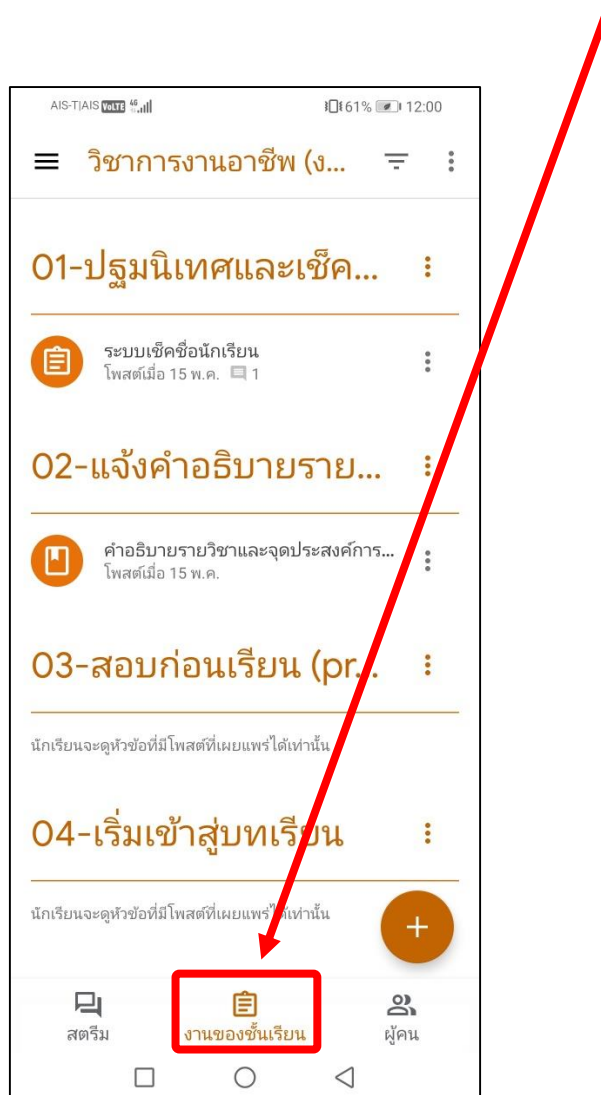 AIS-T|AIS VoLTE 4G 61% 12:00
วิชาการงานอาชีพ (ง...
01-ปฐมนิเทศและเช็ค...
ระบบเช็คชื่อนักเรียน
โพสต์เมื่อ 15 พ.ค. 1
02-แจ้งคำอธิบายราย...
คำอธิบายรายวิชาและจุดประสงค์การ...
โพสต์เมื่อ 15 พ.ค.
03-สอบก่อนเรียน (pr...
นักเรียนจะดูหัวข้อที่มีโพสต์ที่เผยแพร่ได้เท่านั้น
04-เริ่มเข้าสู่บทเรียน
นักเรียนจะดูหัวข้อที่มีโพสต์ที่เผยแพร่ได้เท่านั้น
สตรีม งานของชั้นเรียน ผู้คน